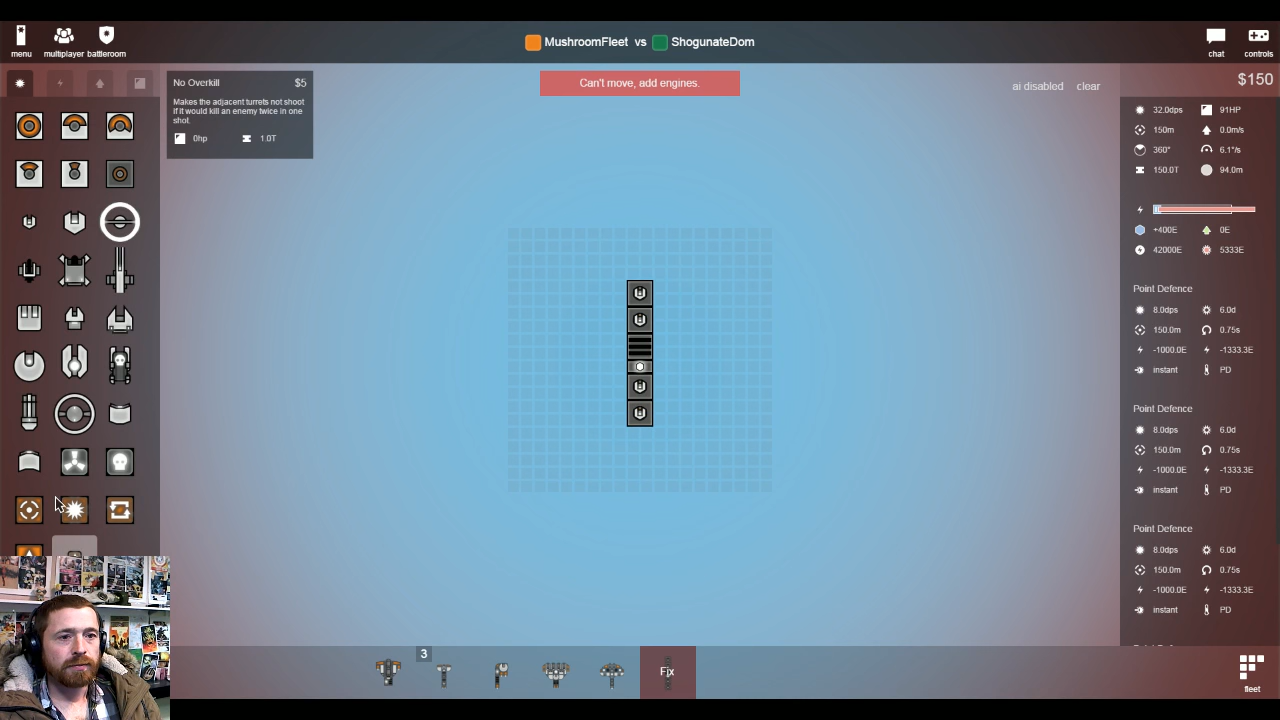 MushroomFleet vs ShogunateDom
menu multiplayer battleroom chat controls
No Overkill $5
Makes the adjacent turrets not shoot
if it would kill an enemy twice in one
shot.
0hp 1.0T
Can't move, add engines.
ai disabled clear
$150
32.0dps 91HP
150m 0.0m/s
360° 6.1°/s
150.0T 94.0m
+400E 0E
42000E 5333E
Point Defence
8.0dps 6.0d
150.0m 0.75s
-1000.0E -1333.3E
instant PD
Point Defence
8.0dps 6.0d
150.0m 0.75s
-1000.0E -1333.3E
instant PD
Point Defence
8.0dps 6.0d
150.0m 0.75s
-1000.0E -1333.3E
instant PD
3
Fix
fleet